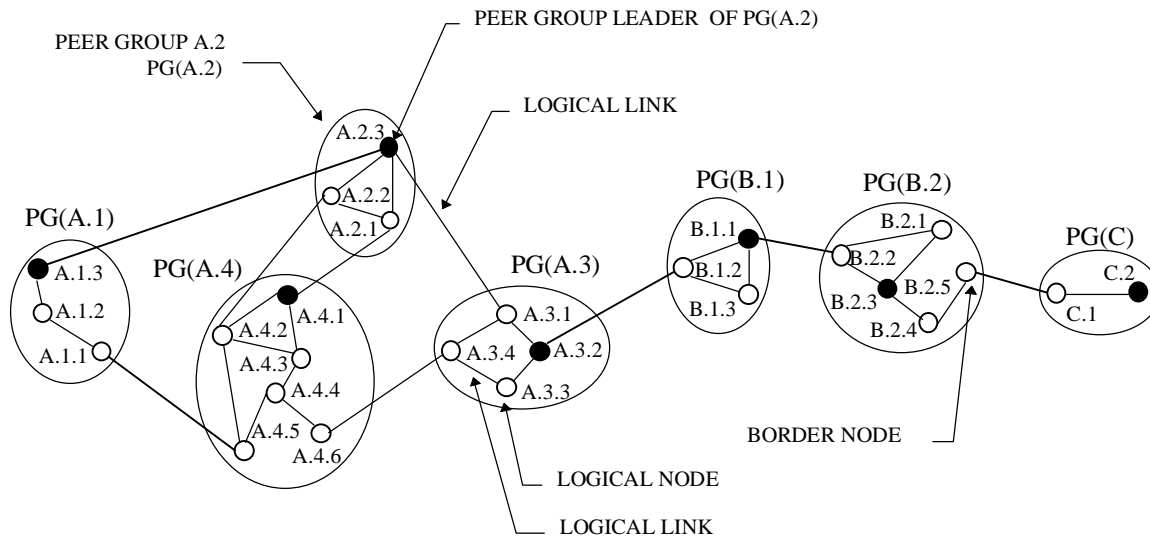 PEER GROUP LEADER OF PG(A.2)
PEER GROUP A.2
PG(A.2)
LOGICAL LINK
A.2.3
A.2.2
A.2.1
PG(A.1)
A.1.3
A.1.2
A.1.1
PG(A.4)
A.4.1
A.4.2
A.4.3
A.4.4
A.4.5
A.4.6
PG(A.3)
A.3.1
A.3.4
A.3.2
A.3.3
PG(B.1)
B.1.1
B.1.2
B.1.3
PG(B.2)
B.2.1
B.2.2
B.2.3
B.2.5
B.2.4
PG(C)
C.2
C.1
BORDER NODE
LOGICAL NODE
LOGICAL LINK